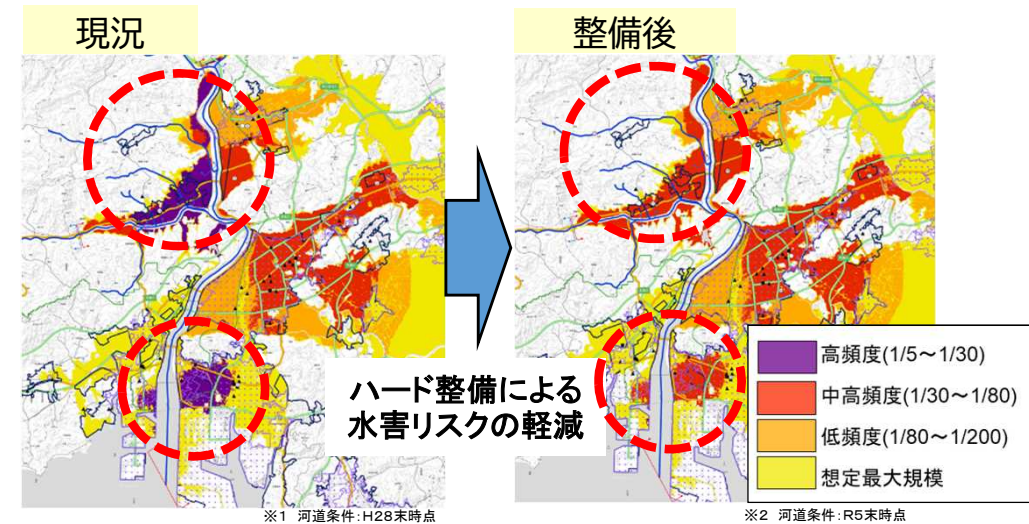 現況
整備後
ハード整備による
水害リスクの軽減
高頻度(1/5～1/30)
中高頻度(1/30～1/80)
低頻度(1/80～1/200)
想定最大規模
※1 河道条件:H28末時点
※2 河道条件:R5末時点